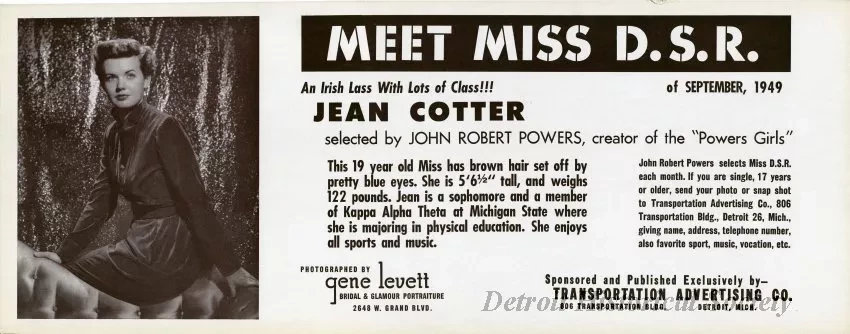 MEET MISS D.S.R.
An Irish Lass With Lots of Class!!!
of SEPTEMBER, 1949
JEAN COTTER
selected by JOHN ROBERT POWERS, creator of the "Powers Girls"
This 19 year old Miss has brown hair set off by
pretty blue eyes. She is 5'6½" tall, and weighs
122 pounds. Jean is a sophomore and a member
of Kappa Alpha Theta at Michigan State where
she is majoring in physical education. She enjoys
all sports and music.
John Robert Powers selects Miss D.S.R.
each month. If you are single, 17 years
or older, send your photo or snap shot
to Transportation Advertising Co., 806
Transportation Bldg., Detroit 26, Mich.,
giving name, address, telephone number,
also favorite sport, music, vocation, etc.
PHOTOGRAPHED BY
gene levett
BRIDAL & GLAMOUR PORTRAITURE
2648 W. GRAND BLVD.
Sponsored and Published Exclusively by—
TRANSPORTATION ADVERTISING CO.
806 TRANSPORTATION BLDG. DETROIT, MICH.
Detroit Historical Society